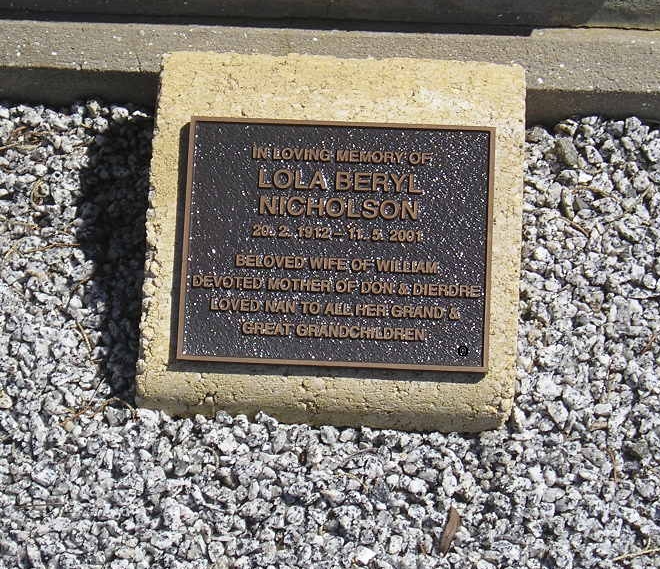 IN LOVING MEMORY OF
LOLA BERYL
NICHOLSON
29. 2. 1912 – 11. 5. 2001
BELOVED WIFE OF WILLIAM
DEVOTED MOTHER OF DON & DIERDRE
LOVED NAN TO ALL HER GRAND &
GREAT GRANDCHILDREN